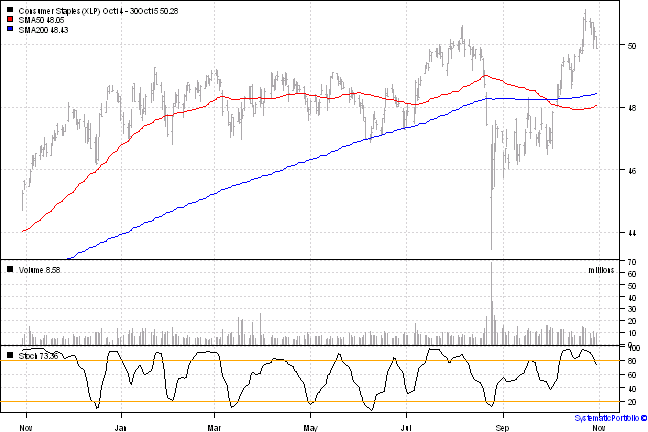 Consumer Staples (XLP) Oct14 - 30Oct15 50.28
SMA50 48.05
SMA200 48.43
50
48
46
44
Volume 8.58
millions
70
60
50
40
30
20
10
0
Stoch 73.36
100
80
60
40
20
Nov Jan Mar May Jul Sep Nov
SystematicPortfolio ©